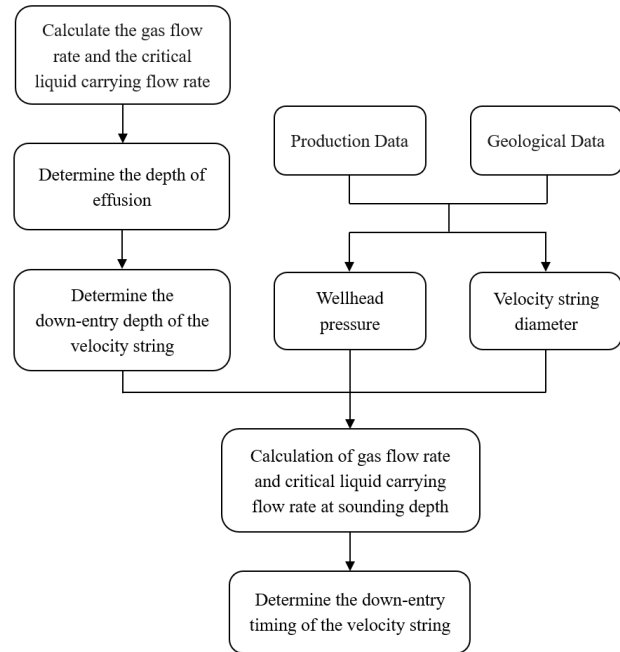 Calculate the gas flow
rate and the critical
liquid carrying flow rate
Production Data
Geological Data
Determine the depth of
effusion
Determine the
down-entry depth of the
velocity string
Wellhead
pressure
Velocity string
diameter
Calculation of gas flow rate
and critical liquid carrying
flow rate at sounding depth
Determine the down-entry
timing of the velocity string